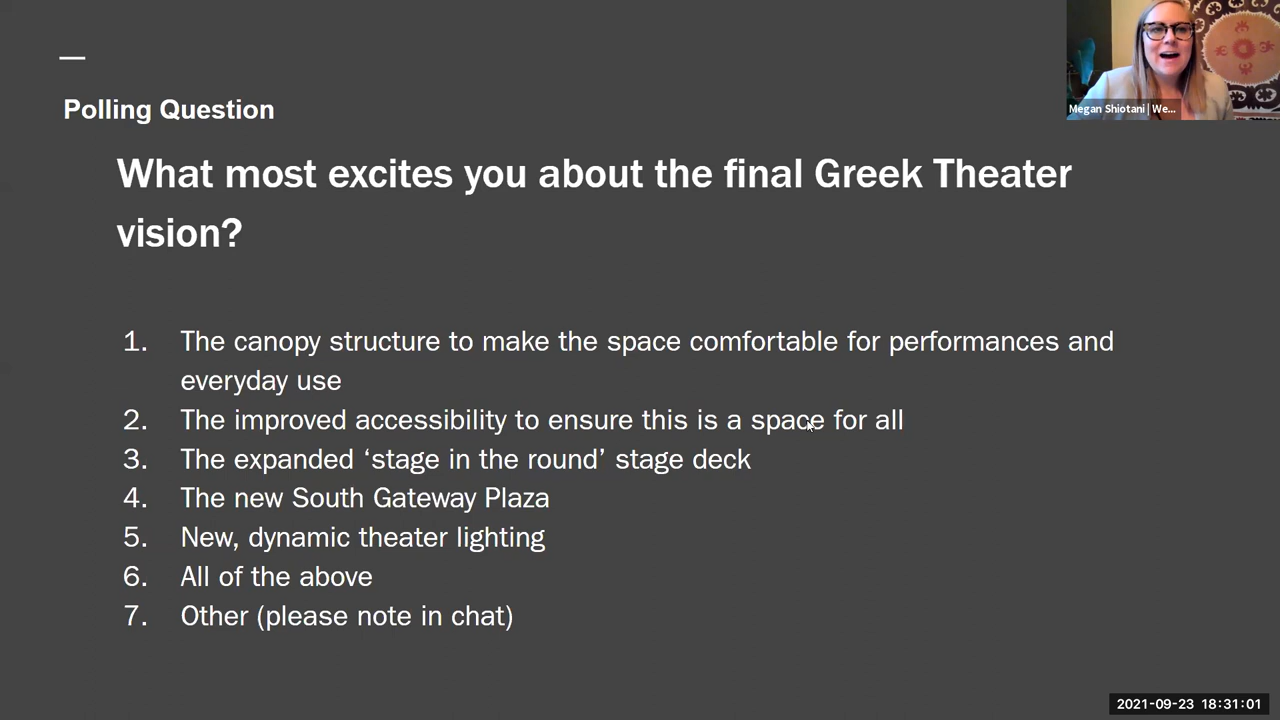 Polling Question
What most excites you about the final Greek Theater
vision?
1. The canopy structure to make the space comfortable for performances and
everyday use
2. The improved accessibility to ensure this is a space for all
3. The expanded ‘stage in the round’ stage deck
4. The new South Gateway Plaza
5. New, dynamic theater lighting
6. All of the above
7. Other (please note in chat)
Megan Shiotani | We...
2021-09-23 18:31:01